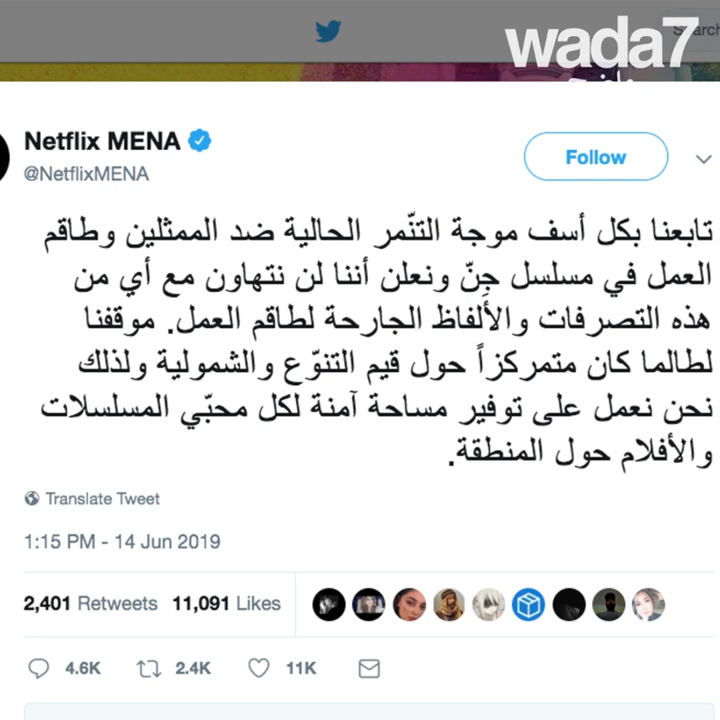 wada7
Netflix MENA
Follow
@NetflixMENA
تابعنا بكل أسف موجة التنّمر الحالية ضد الممثلين وطاقم
العمل في مسلسل جِنّ ونعلن أننا لن نتهاون مع أي من
هذه التصرفات والألفاظ الجارحة لطاقم العمل. موقفنا
لطالما كان متمركزاً حول قيم التنوّع والشمولية ولذلك
نحن نعمل على توفير مساحة آمنة لكل محبّي المسلسلات
والأفلام حول المنطقة.
Translate Tweet
1:15 PM - 14 Jun 2019
2,401 Retweets 11,091 Likes
4.6K 2.4K 11K